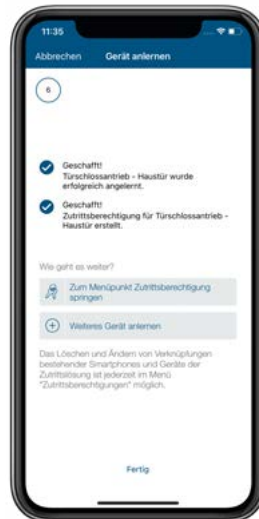 11:35
Abbrechen Gerät anlernen
6
Geschafft!
Türschlossantrieb - Haustür wurde
erfolgreich angelernt.
Geschafft!
Zutrittsberechtigung für Türschlossantrieb -
Haustür erstellt.
Wie geht es weiter?
Zum Menüpunkt Zutrittsberechtigung
springen
Weiteres Gerät anlernen
Das Löschen und Ändern von Verknüpfungen
bestehender Smartphones und Geräte der
Zutrittslösung ist jederzeit im Menü
"Zutrittsberechtigungen" möglich.
Fertig